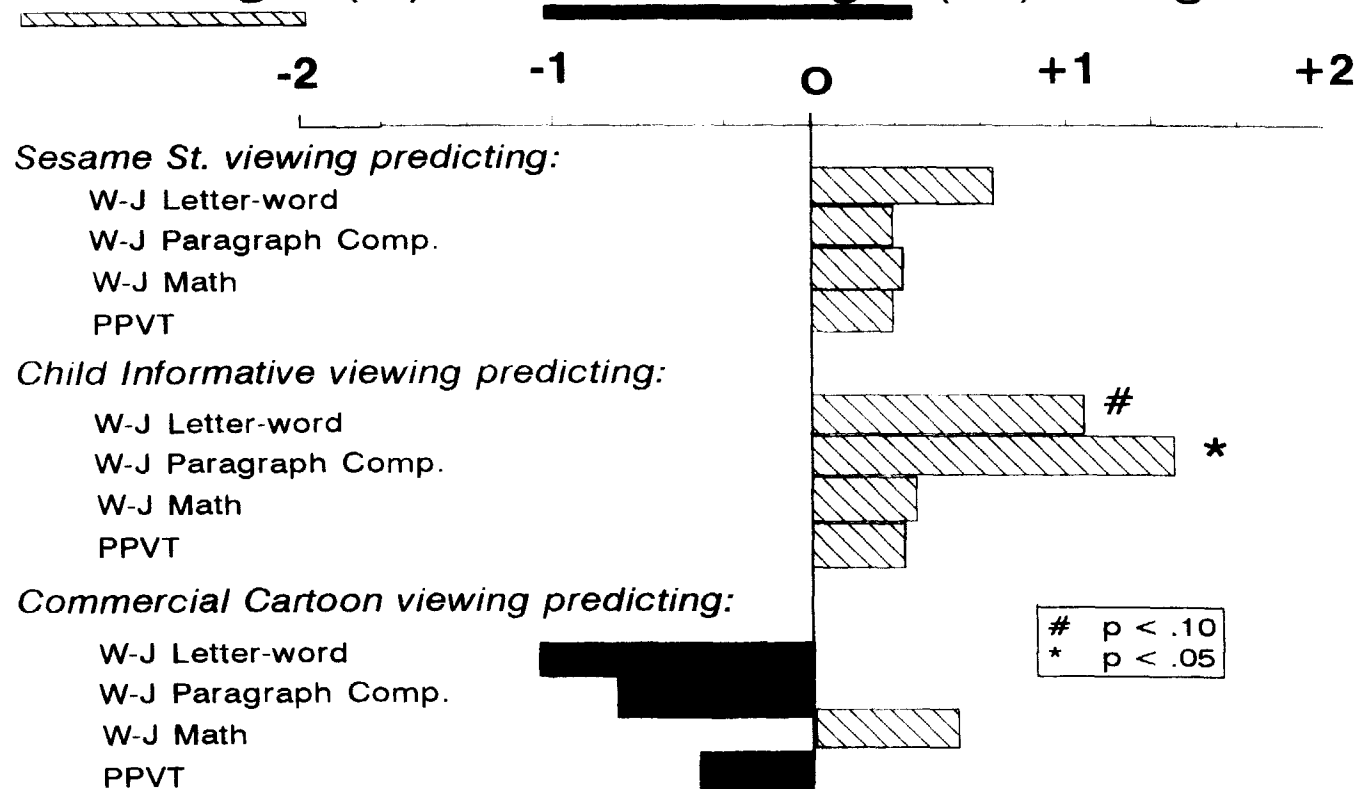 -2 -1 0 +1 +2
Sesame St. viewing predicting:
W-J Letter-word
W-J Paragraph Comp.
W-J Math
PPVT
Child Informative viewing predicting:
W-J Letter-word #
W-J Paragraph Comp. *
W-J Math
PPVT
Commercial Cartoon viewing predicting:
# p < .10
W-J Letter-word
* p < .05
W-J Paragraph Comp.
W-J Math
PPVT